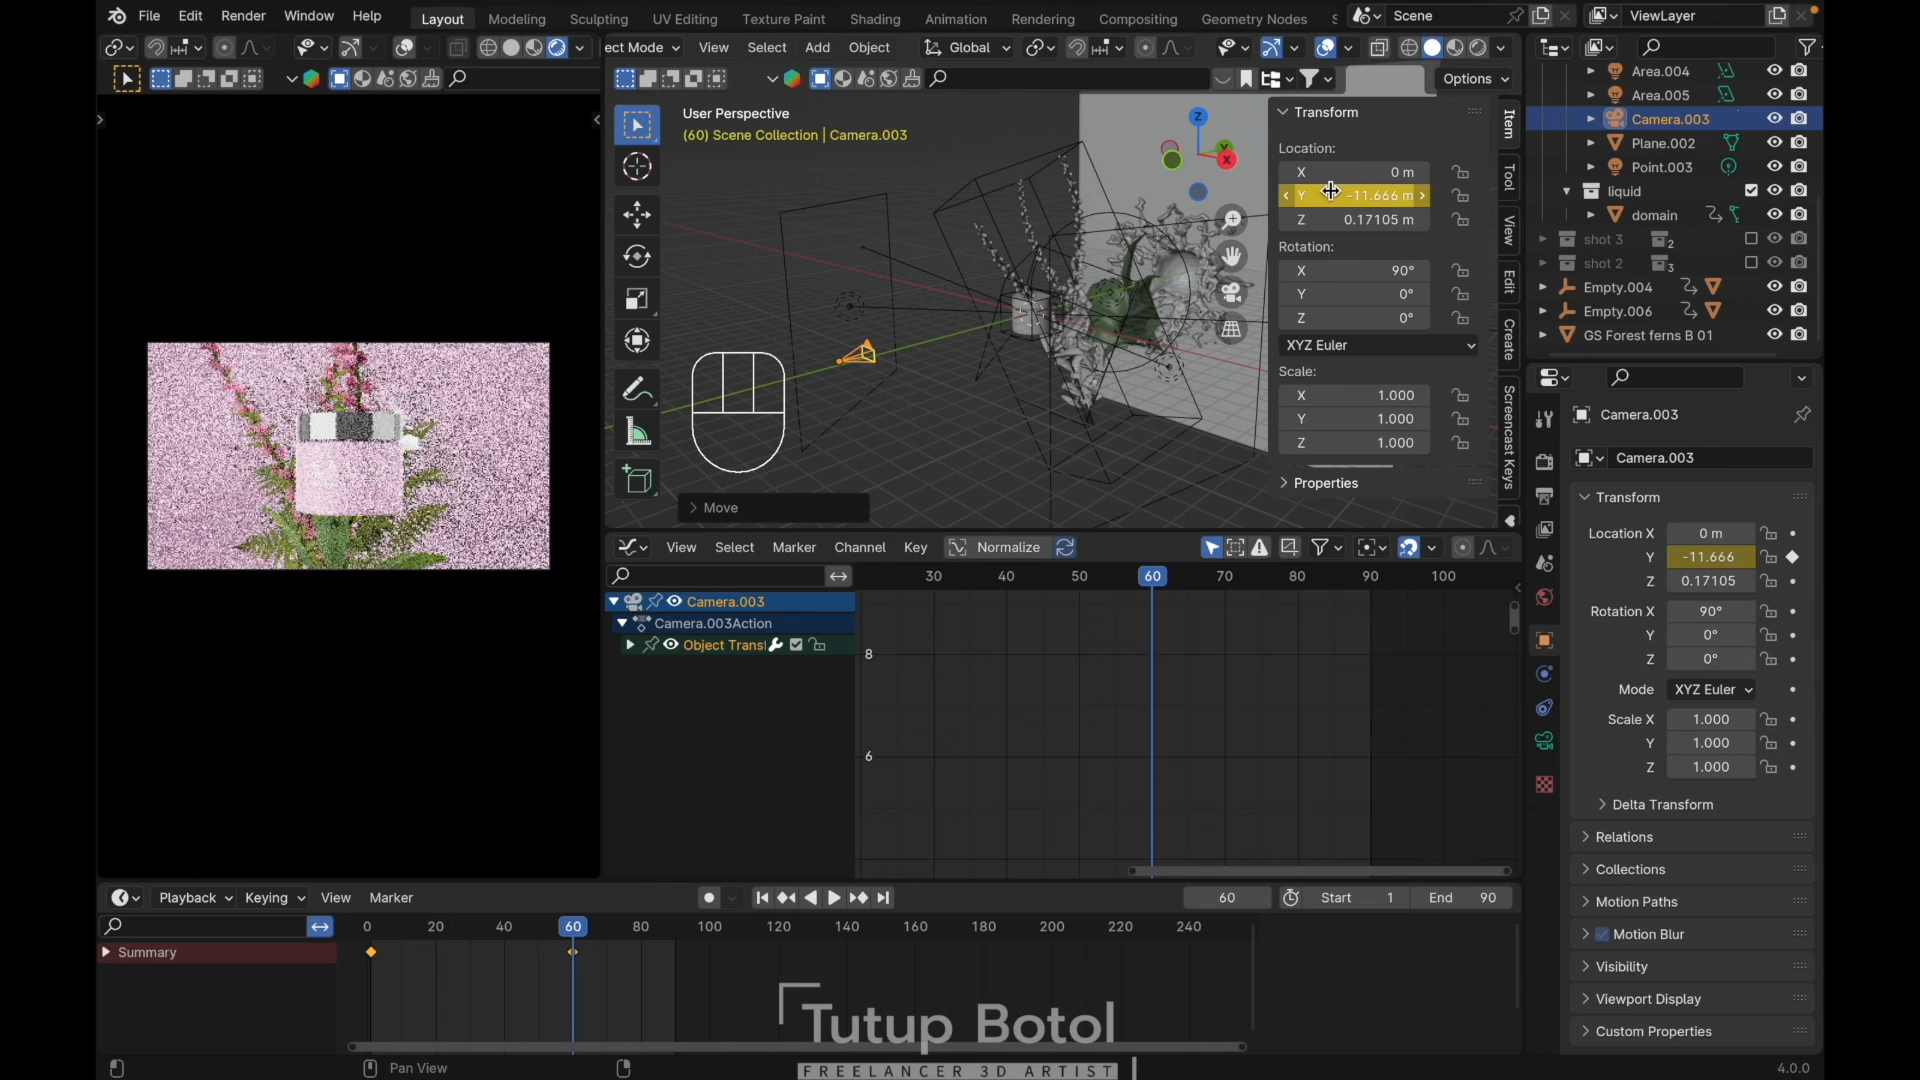 File Edit Render Window Help Layout Modeling Sculpting UV Editing Texture Paint Shading Animation Rendering Compositing Geometry Nodes Scene ViewLayer
ect Mode View Select Add Object Global
Options
User Perspective
(60) Scene Collection | Camera.003
Z
X
Transform
Location:
X 0 m
Y -11.666 m
Z 0.17105 m
Rotation:
X 90°
Y 0°
Z 0°
XYZ Euler
Scale:
X 1.000
Y 1.000
Z 1.000
Properties
Item
Tool
View
Edit
Create
Screencast Keys
Move
Area.004
Area.005
Camera.003
Plane.002
Point.003
liquid
domain
shot 3 2
shot 2 3
Empty.004
Empty.006
GS Forest ferns B 01
Camera.003
Camera.003
Transform
Location X 0 m
Y -11.666
Z 0.17105
Rotation X 90°
Y 0°
Z 0°
Mode XYZ Euler
Scale X 1.000
Y 1.000
Z 1.000
Delta Transform
Relations
Collections
Motion Paths
Motion Blur
Visibility
Viewport Display
Custom Properties
View Select Marker Channel Key Normalize
30 40 50 60 70 80 90 100
Camera.003
Camera.003Action
Object Transf
8
6
Playback Keying View Marker 60 Start 1 End 90
0 20 40 60 80 100 120 140 160 180 200 220 240
Summary
Tutup Botol
FREELANCER 3D ARTIST
Pan View 4.0.0